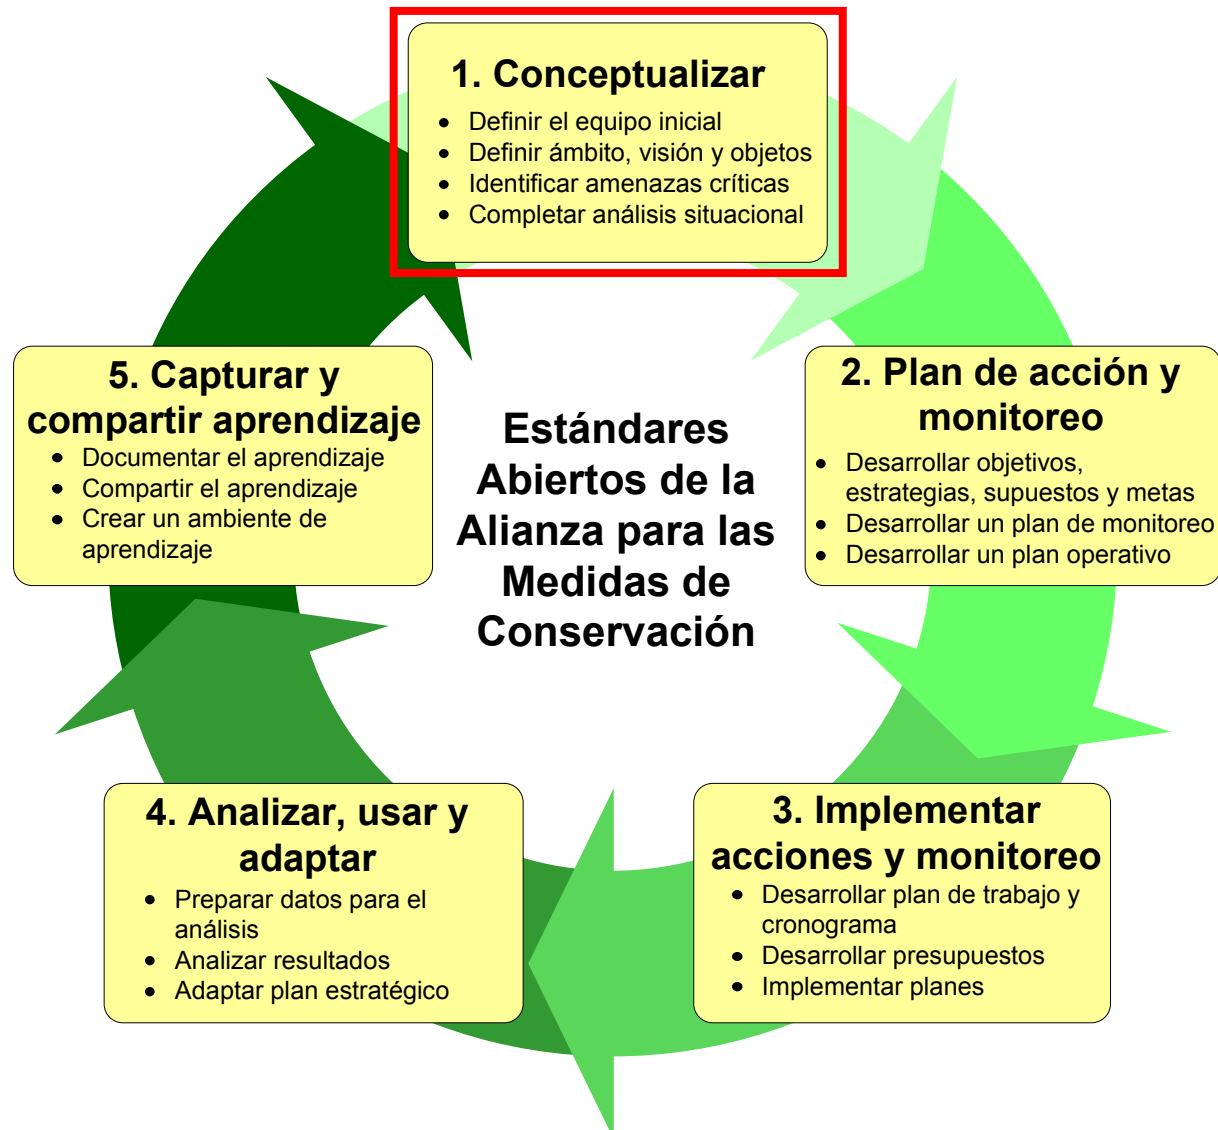 1. Conceptualizar
• Definir el equipo inicial
• Definir ámbito, visión y objetos
• Identificar amenazas críticas
• Completar análisis situacional
2. Plan de acción y
monitoreo
• Desarrollar objetivos,
estrategias, supuestos y metas
• Desarrollar un plan de monitoreo
• Desarrollar un plan operativo
3. Implementar
acciones y monitoreo
• Desarrollar plan de trabajo y
cronograma
• Desarrollar presupuestos
• Implementar planes
4. Analizar, usar y
adaptar
• Preparar datos para el
análisis
• Analizar resultados
• Adaptar plan estratégico
5. Capturar y
compartir aprendizaje
• Documentar el aprendizaje
• Compartir el aprendizaje
• Crear un ambiente de
aprendizaje
Estándares
Abiertos de la
Alianza para las
Medidas de
Conservación